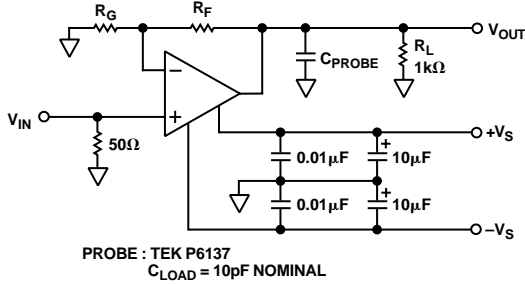 R_G
R_F
V_OUT
C_PROBE
R_L
1kΩ
V_IN
50Ω
−
+
+V_S
0.01μF
+
10μF
0.01μF
+
10μF
−V_S
PROBE : TEK P6137
C_LOAD = 10pF NOMINAL